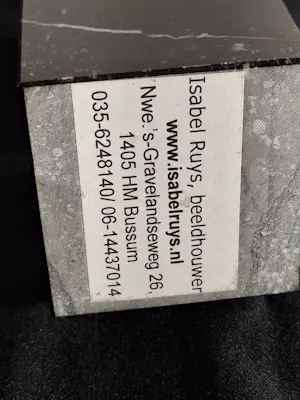 Isabel Ruys, beeldhouwer
www.isabelruys.nl
Nwe. 's-Gravelandseweg 26,
1405 HM Bussum
035-6248140/ 06-14437014